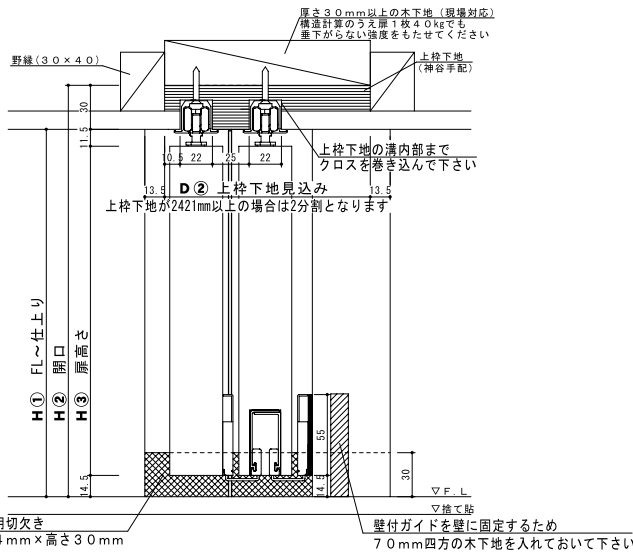 厚さ30mm以上の木下地（現場対応）
構造計算のうえ扉1枚40kgでも
垂下がらない強度をもたせてください
野縁(30×40)
上枠下地
(神谷手配)
30
11.5
上枠下地の溝内部まで
クロスを巻き込んで下さい
10.5
22
25
22
13.5
D② 上枠下地見込み
13.5
上枠下地が2421mm以上の場合は2分割となります
H① FL～仕上り
H② 開口
H③ 扉高さ
55
14.5
30
14.5
▽F.L
▽捨て貼
切欠き
mm×高さ30mm
壁付ガイドを壁に固定するため
70mm四方の木下地を入れておいて下さい